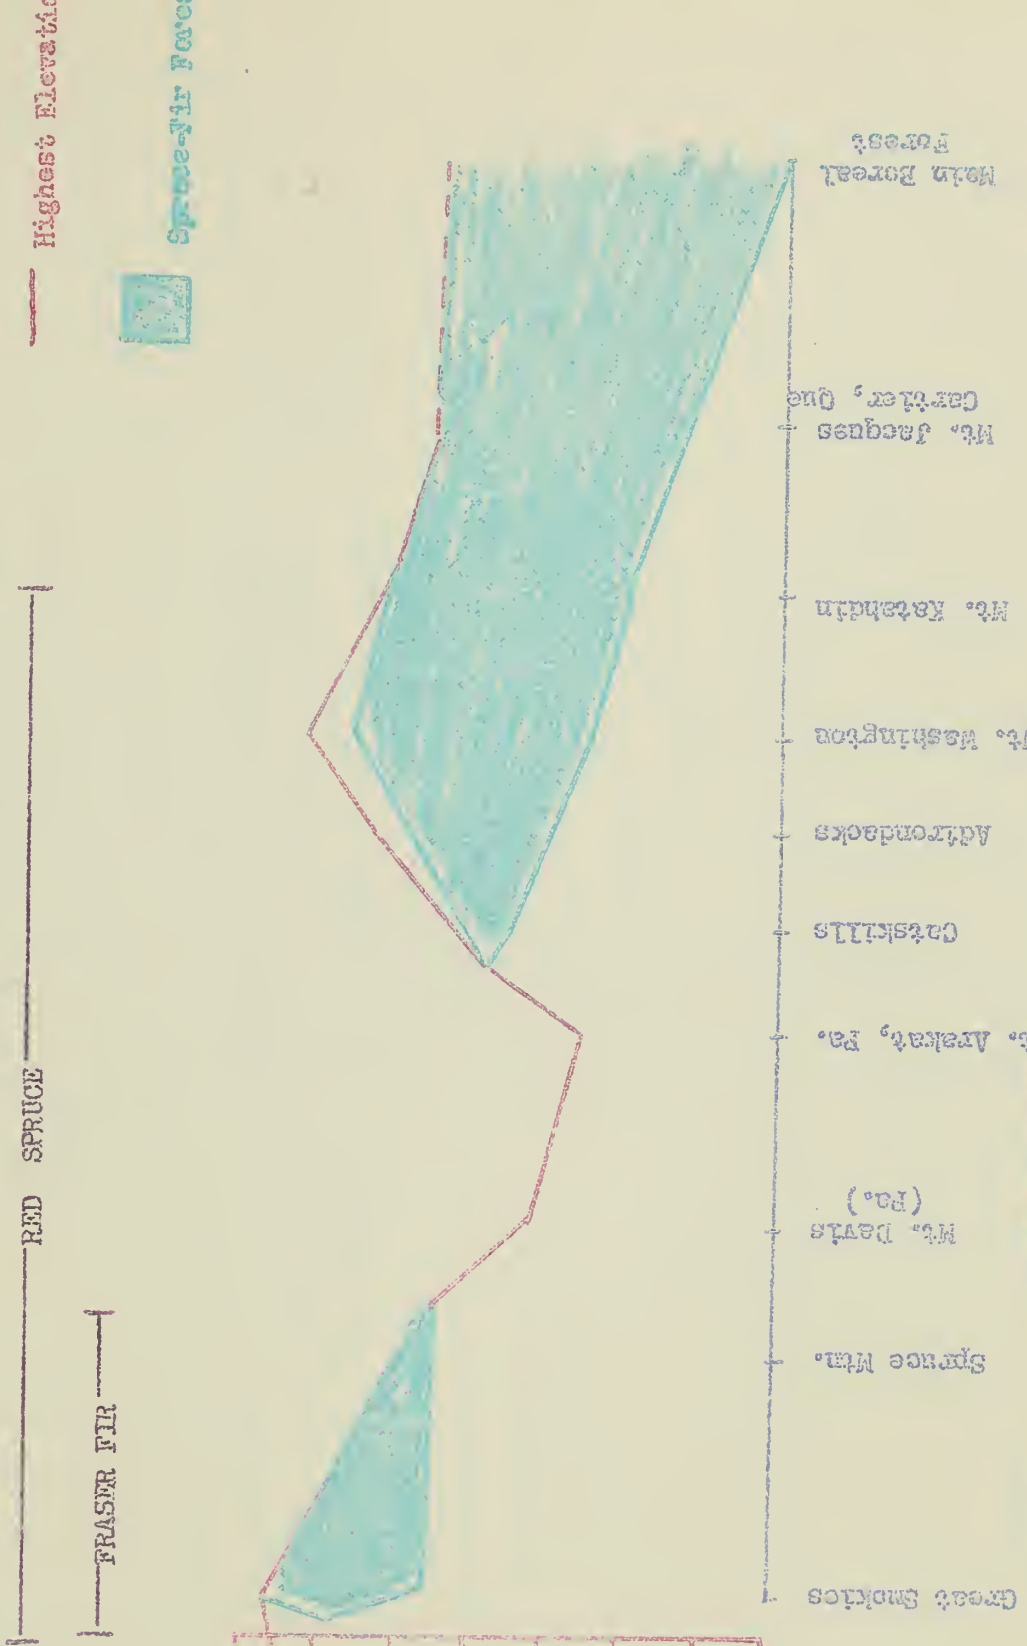 Highest Elevatio
Spruce-fir Fores
RED SPRUCE
FRASER FIR
Great Smokies
Spruce Mtn.
Mt. Davis
(Pa.)
t. Arakat, Pa.
Catskills
Adirondacks
Mt. Washington
Mt. Katahdin
Mt. Jacques
Cartier, Que
Main Boreal
Forest